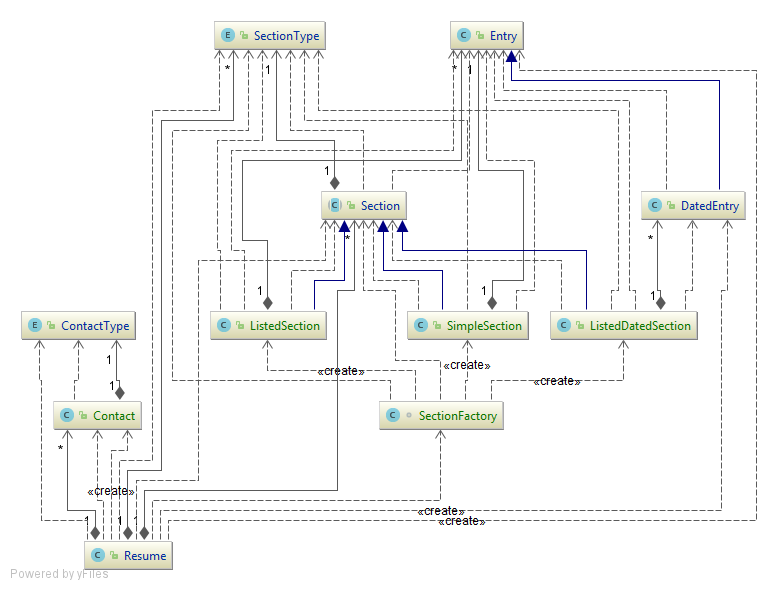 E SectionType
C Entry
*
1
*
1
1
C Section
C DatedEntry
*
*
1
1
1
E ContactType
C ListedSection
C SimpleSection
C ListedDatedSection
1
«create»
«create»
«create»
1
C Contact
C SectionFactory
*
«create»
«create»
1
1
1
«create»
C Resume
Powered by yFiles